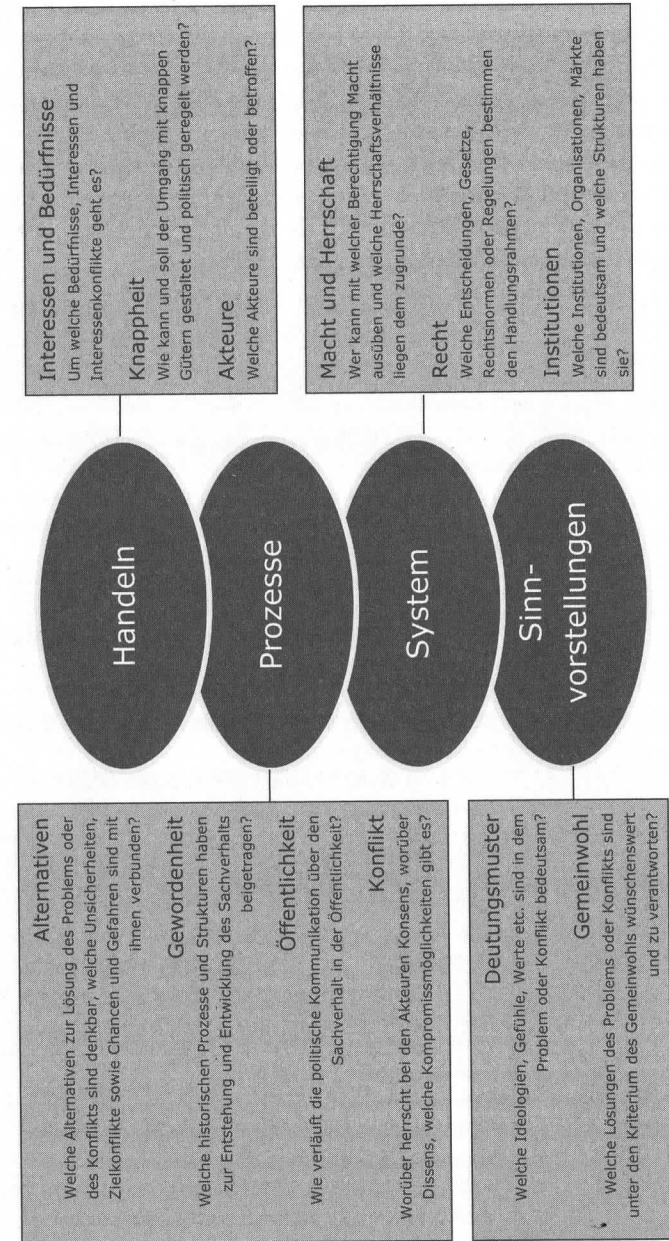 Handeln
Prozesse
System
Sinn-
vorstellungen
Interessen und Bedürfnisse
Um welche Bedürfnisse, Interessen und
Interessenkonflikte geht es?
Knappheit
Wie kann und soll der Umgang mit knappen
Gütern gestaltet und politisch geregelt werden?
Akteure
Welche Akteure sind beteiligt oder betroffen?
Alternativen
Welche Alternativen zur Lösung des Problems oder
des Konflikts sind denkbar, welche Unsicherheiten,
Zielkonflikte sowie Chancen und Gefahren sind mit
ihnen verbunden?
Gewordenheit
Welche historischen Prozesse und Strukturen haben
zur Entstehung und Entwicklung des Sachverhalts
beigetragen?
Öffentlichkeit
Wie verläuft die politische Kommunikation über den
Sachverhalt in der Öffentlichkeit?
Konflikt
Worüber herrscht bei den Akteuren Konsens, worüber
Dissens, welche Kompromissmöglichkeiten gibt es?
Macht und Herrschaft
Wer kann mit welcher Berechtigung Macht
ausüben und welche Herrschaftsverhältnisse
liegen dem zugrunde?
Recht
Welche Entscheidungen, Gesetze,
Rechtsnormen oder Regelungen bestimmen
den Handlungsrahmen?
Institutionen
Welche Institutionen, Organisationen, Märkte
sind bedeutsam und welche Strukturen haben
sie?
Deutungsmuster
Welche Ideologien, Gefühle, Werte etc. sind in dem
Problem oder Konflikt bedeutsam?
Gemeinwohl
Welche Lösungen des Problems oder Konflikts sind
unter den Kriterium des Gemeinwohls wünschenswert
und zu verantworten?